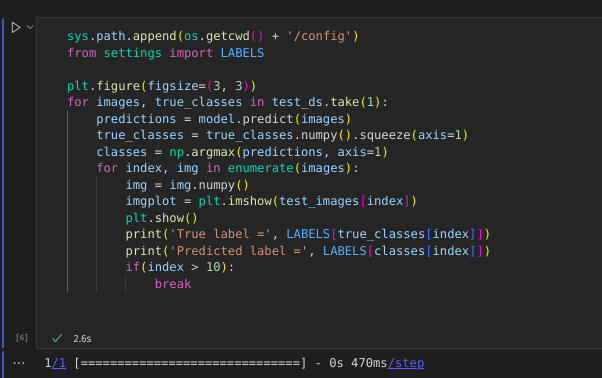 sys.path.append(os.getcwd() + '/config')
from settings import LABELS
plt.figure(figsize=(3, 3))
for images, true_classes in test_ds.take(1):
    predictions = model.predict(images)
    true_classes = true_classes.numpy().squeeze(axis=1)
    classes = np.argmax(predictions, axis=1)
    for index, img in enumerate(images):
        img = img.numpy()
        imgplot = plt.imshow(test_images[index])
        plt.show()
        print('True label =', LABELS[true_classes[index]])
        print('Predicted label =', LABELS[classes[index]])
        if(index > 10):
            break
[6] 2.6s
1/1 [==============================] - 0s 470ms/step